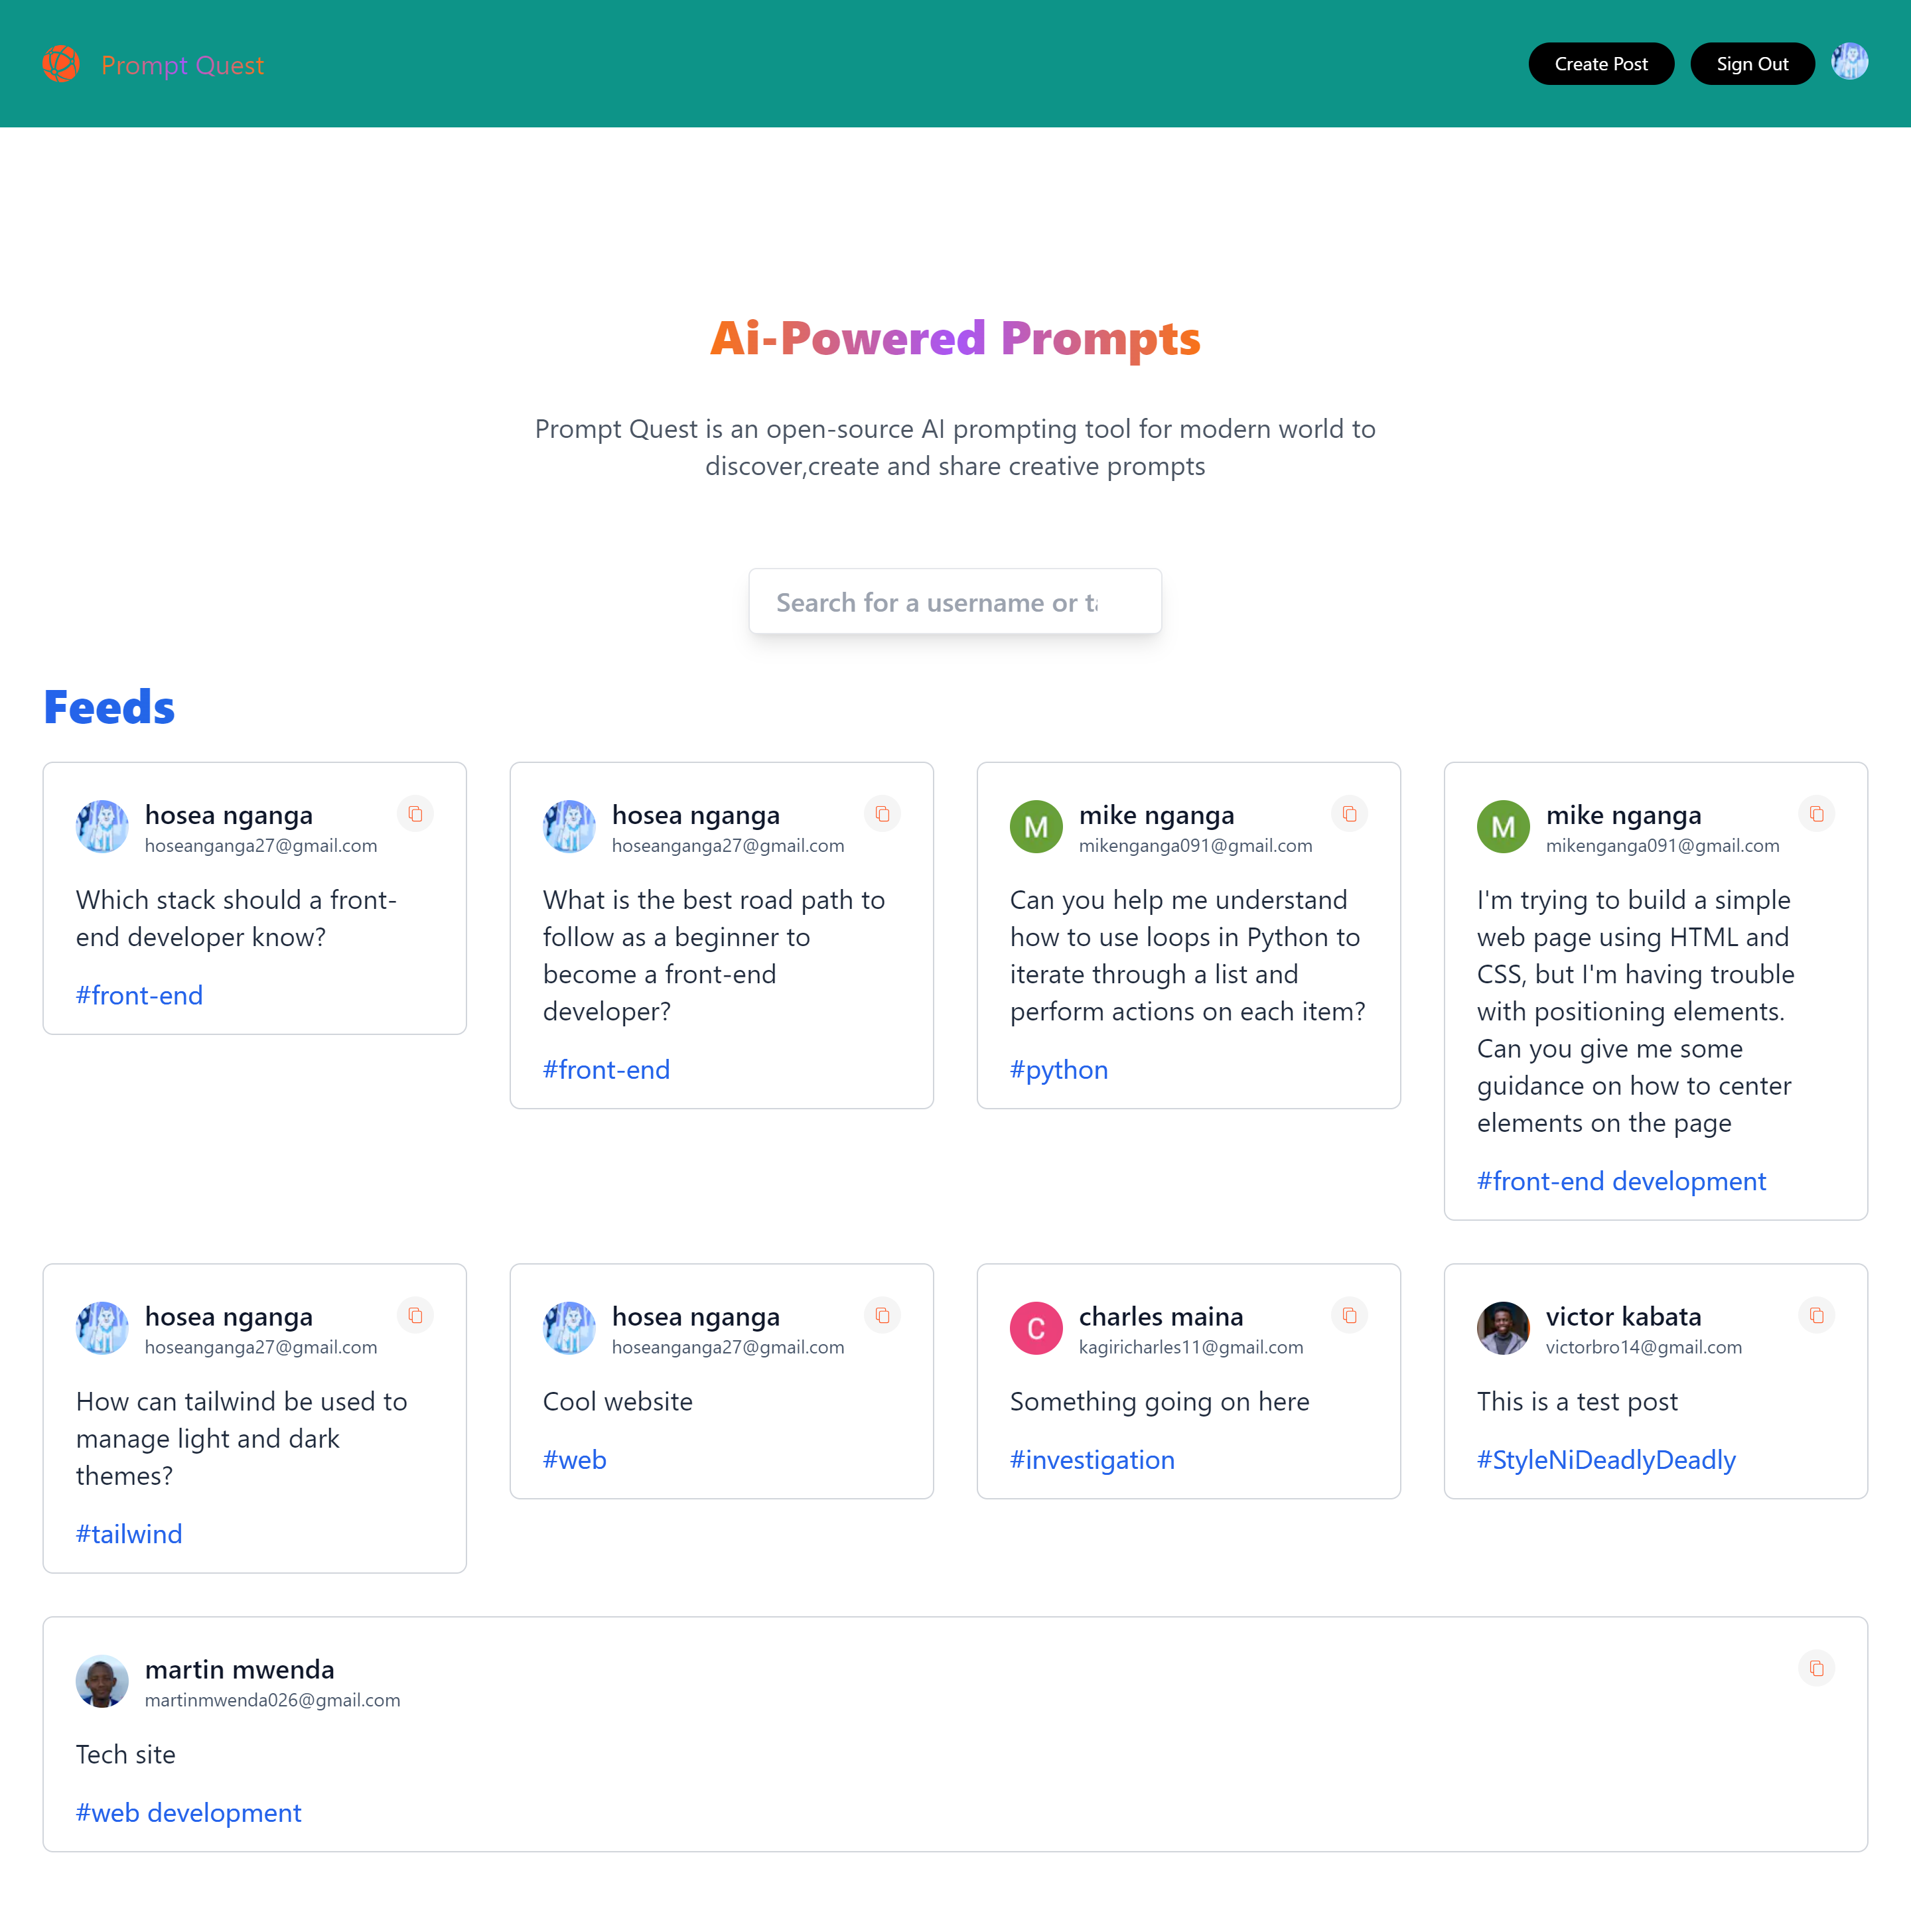 Prompt Quest
Create Post
Sign Out
Ai-Powered Prompts
Prompt Quest is an open-source AI prompting tool for modern world to
discover,create and share creative prompts
Search for a username or ta
Feeds
hosea nganga
hoseanganga27@gmail.com
Which stack should a front-
end developer know?
#front-end
hosea nganga
hoseanganga27@gmail.com
What is the best road path to
follow as a beginner to
become a front-end
developer?
#front-end
M
mike nganga
mikenganga091@gmail.com
Can you help me understand
how to use loops in Python to
iterate through a list and
perform actions on each item?
#python
M
mike nganga
mikenganga091@gmail.com
I'm trying to build a simple
web page using HTML and
CSS, but I'm having trouble
with positioning elements.
Can you give me some
guidance on how to center
elements on the page
#front-end development
hosea nganga
hoseanganga27@gmail.com
How can tailwind be used to
manage light and dark
themes?
#tailwind
hosea nganga
hoseanganga27@gmail.com
Cool website
#web
C
charles maina
kagiricharles11@gmail.com
Something going on here
#investigation
victor kabata
victorbro14@gmail.com
This is a test post
#StyleNiDeadlyDeadly
martin mwenda
martinmwenda026@gmail.com
Tech site
#web development